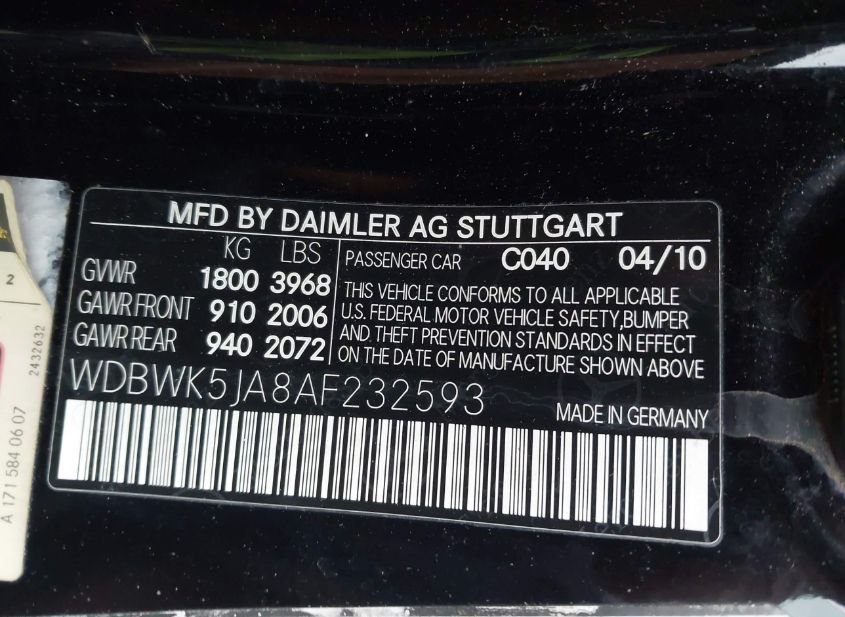 MFD BY DAIMLER AG STUTTGART
KG LBS
GVWR 1800 3968
GAWR FRONT 910 2006
GAWR REAR 940 2072
PASSENGER CAR C040 04/10
THIS VEHICLE CONFORMS TO ALL APPLICABLE
U.S. FEDERAL MOTOR VEHICLE SAFETY,BUMPER
AND THEFT PREVENTION STANDARDS IN EFFECT
ON THE DATE OF MANUFACTURE SHOWN ABOVE
WDBWK5JA8AF232593
MADE IN GERMANY
2
2432632
A 171 584 06 07